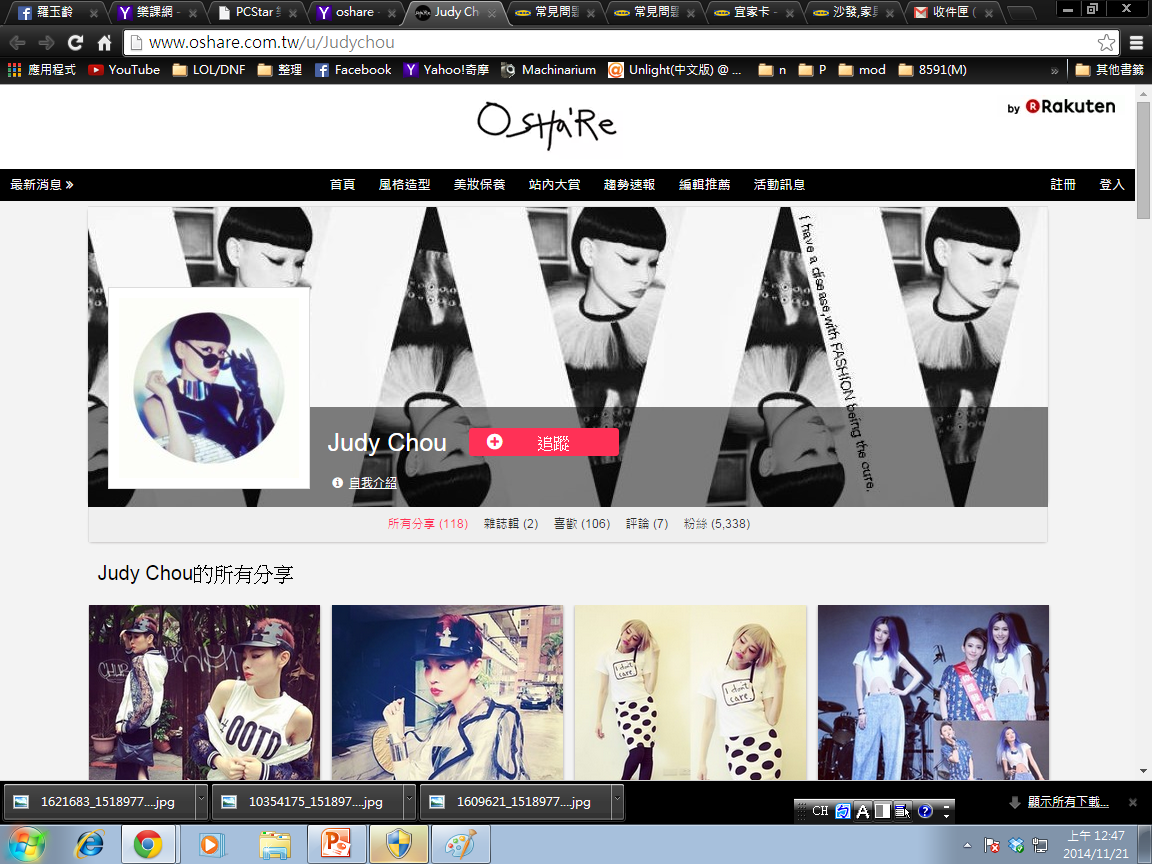 羅玉齡
樂課網 -
PCStar
oshare -
Judy Ch
常見問題
常見問題
宜家卡 -
沙發,家具
收件匣 (
www.oshare.com.tw/u/Judychou
應用程式
YouTube
LOL/DNF
整理
Facebook
Yahoo!奇摩
Machinarium
Unlight(中文版) @ ...
n
P
mod
8591(M)
»
其他書籤
OSHa'Re
by Rakuten
最新消息 »
首頁
風格造型
美妝保養
站內大賞
趨勢速報
編輯推薦
活動訊息
註冊
登入
I have a disease,with FASHION being the cure.
Judy Chou
追蹤
自我介紹
所有分享 (118)
雜誌輯 (2)
喜歡 (106)
評論 (7)
粉絲 (5,338)
Judy Chou的所有分享
#OOTD
I don't care.
I don't care.
1621683_1518977....jpg
10354175_151897....jpg
1609621_1518977....jpg
CH
A
顯示所有下載...
上午 12:47
2014/11/21